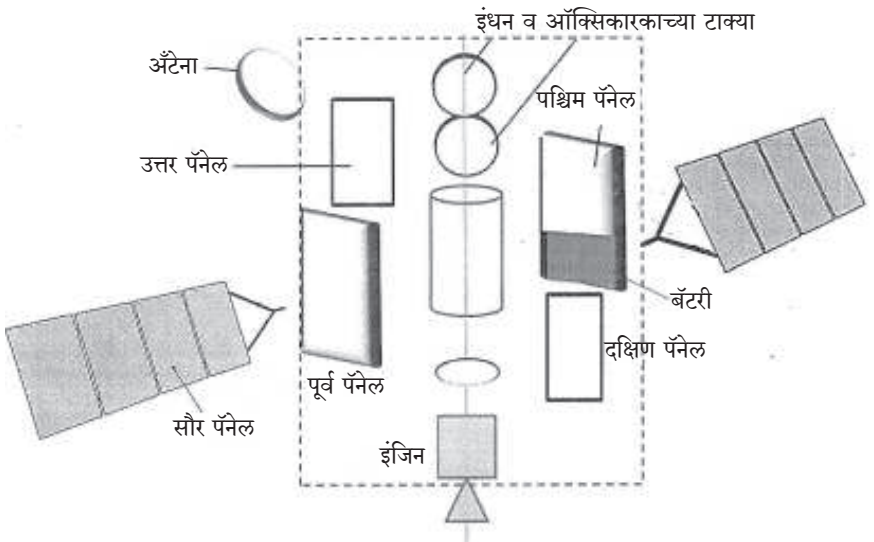 इंधन व ऑक्सिकारकाच्या टाक्या
अँटेना
पश्चिम पॅनेल
उत्तर पॅनेल
बॅटरी
दक्षिण पॅनेल
पूर्व पॅनेल
सौर पॅनेल
इंजिन